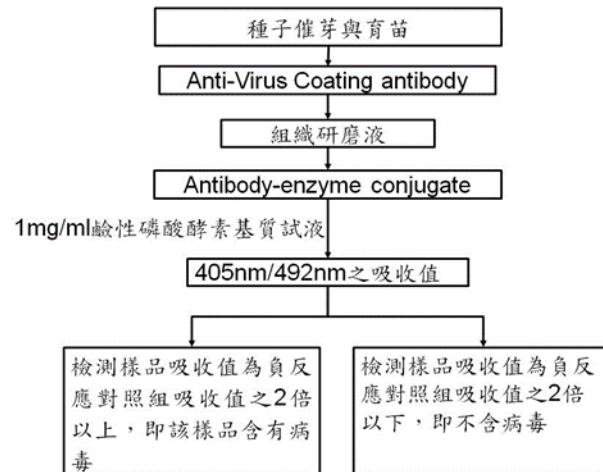 種子催芽與育苗
Anti-Virus Coating antibody
組織研磨液
Antibody-enzyme conjugate
1mg/ml鹼性磷酸酵素基質試液
405nm/492nm之吸收值
檢測樣品吸收值為負反
應對照組吸收值之2倍
以上，即該樣品含有病
毒
檢測樣品吸收值為負反
應對照組吸收值之2倍
以下，即不含病毒